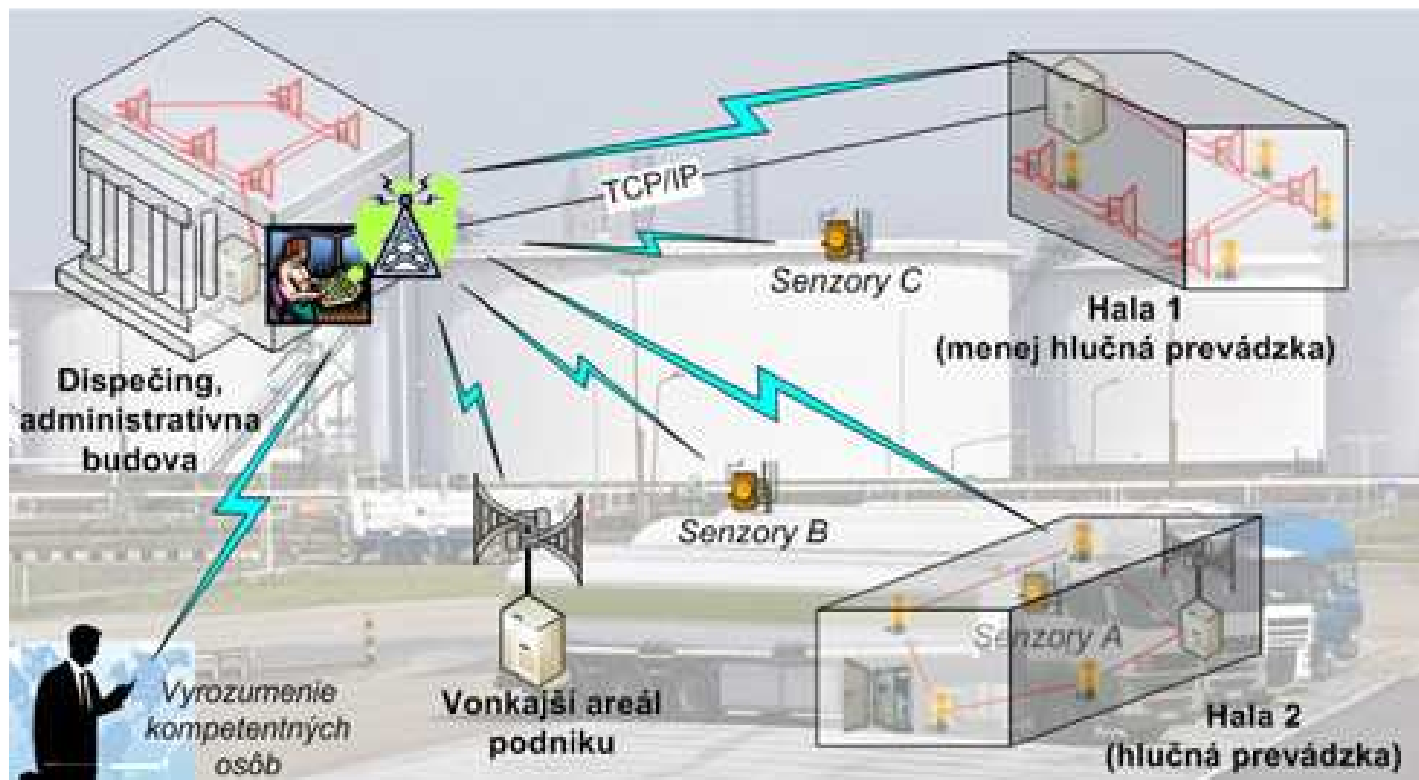 TCP/IP
Senzory C
Hala 1
(menej hlučná prevádzka)
Dispečing,
administratívna
budova
Senzory B
Senzory A
Vyrozumenie
kompetentných
osôb
Vonkajší areál
podniku
Hala 2
(hlučná prevádzka)